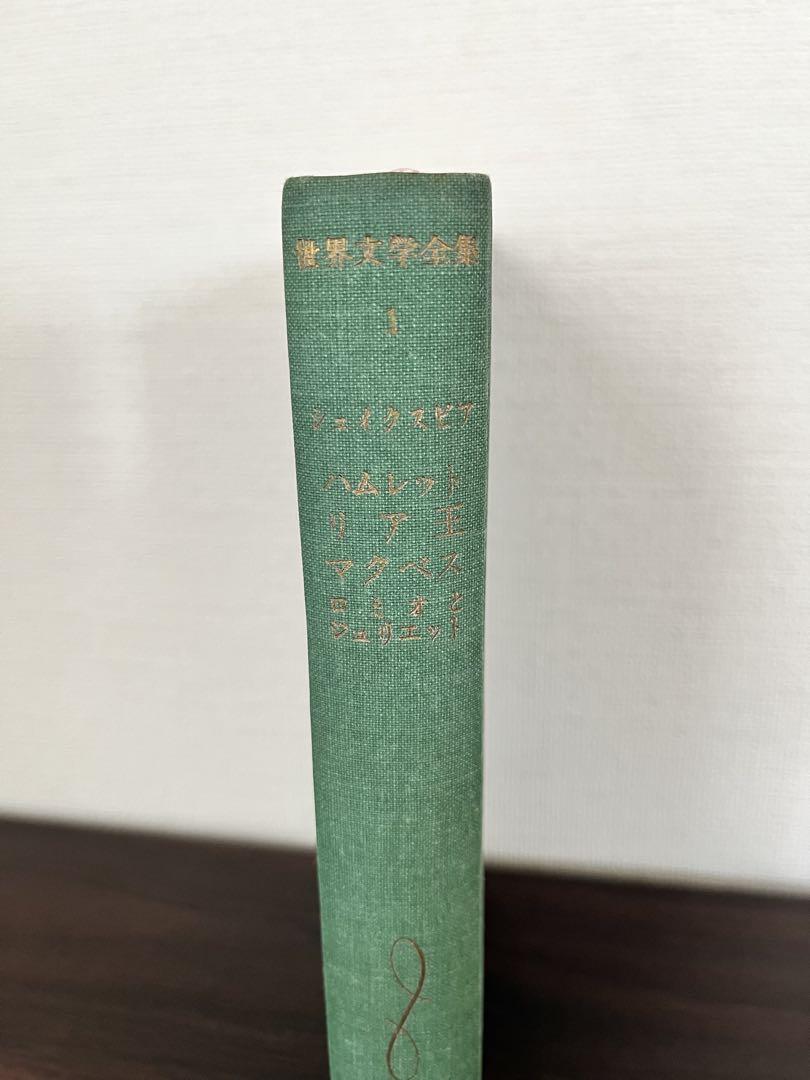 世界文学全集
1
シェイクスピア
ハムレット
リア王
マクベス
ロミオと
ジュリエット